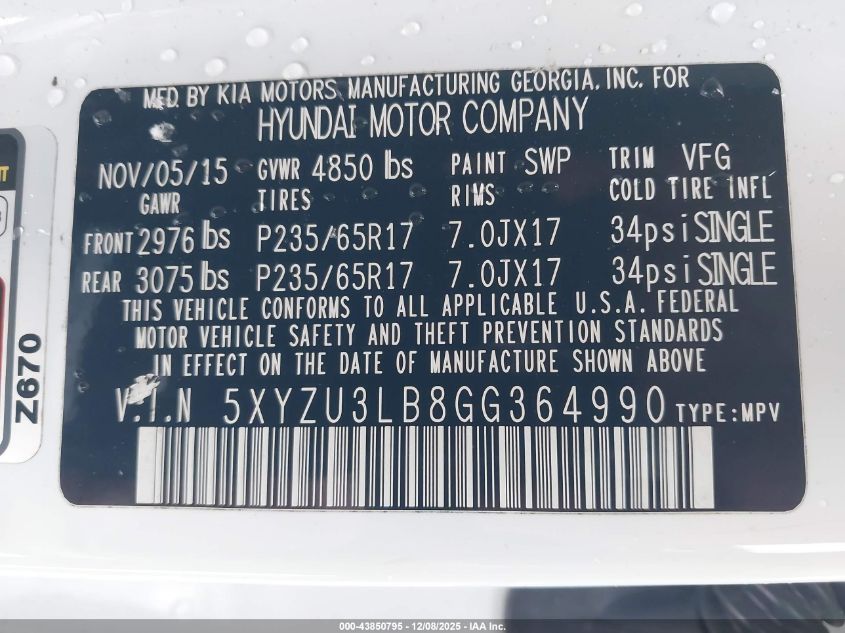 MFD BY KIA MOTORS MANUFACTURING GEORGIA, INC. FOR
HYUNDAI MOTOR COMPANY
NOV/05/15 GVWR 4850 lbs PAINT SWP TRIM VFG
GAWR TIRES RIMS COLD TIRE INFL
FRONT 2976 lbs P235/65R17 7.0JX17 34psi SINGLE
REAR 3075 lbs P235/65R17 7.0JX17 34psi SINGLE
THIS VEHICLE CONFORMS TO ALL APPLICABLE U.S.A. FEDERAL
MOTOR VEHICLE SAFETY AND THEFT PREVENTION STANDARDS
IN EFFECT ON THE DATE OF MANUFACTURE SHOWN ABOVE
V.I.N 5XYZU3LB8GG364990 TYPE:MPV
Z670
000-43850795 - 12/08/2025 - IAA Inc.